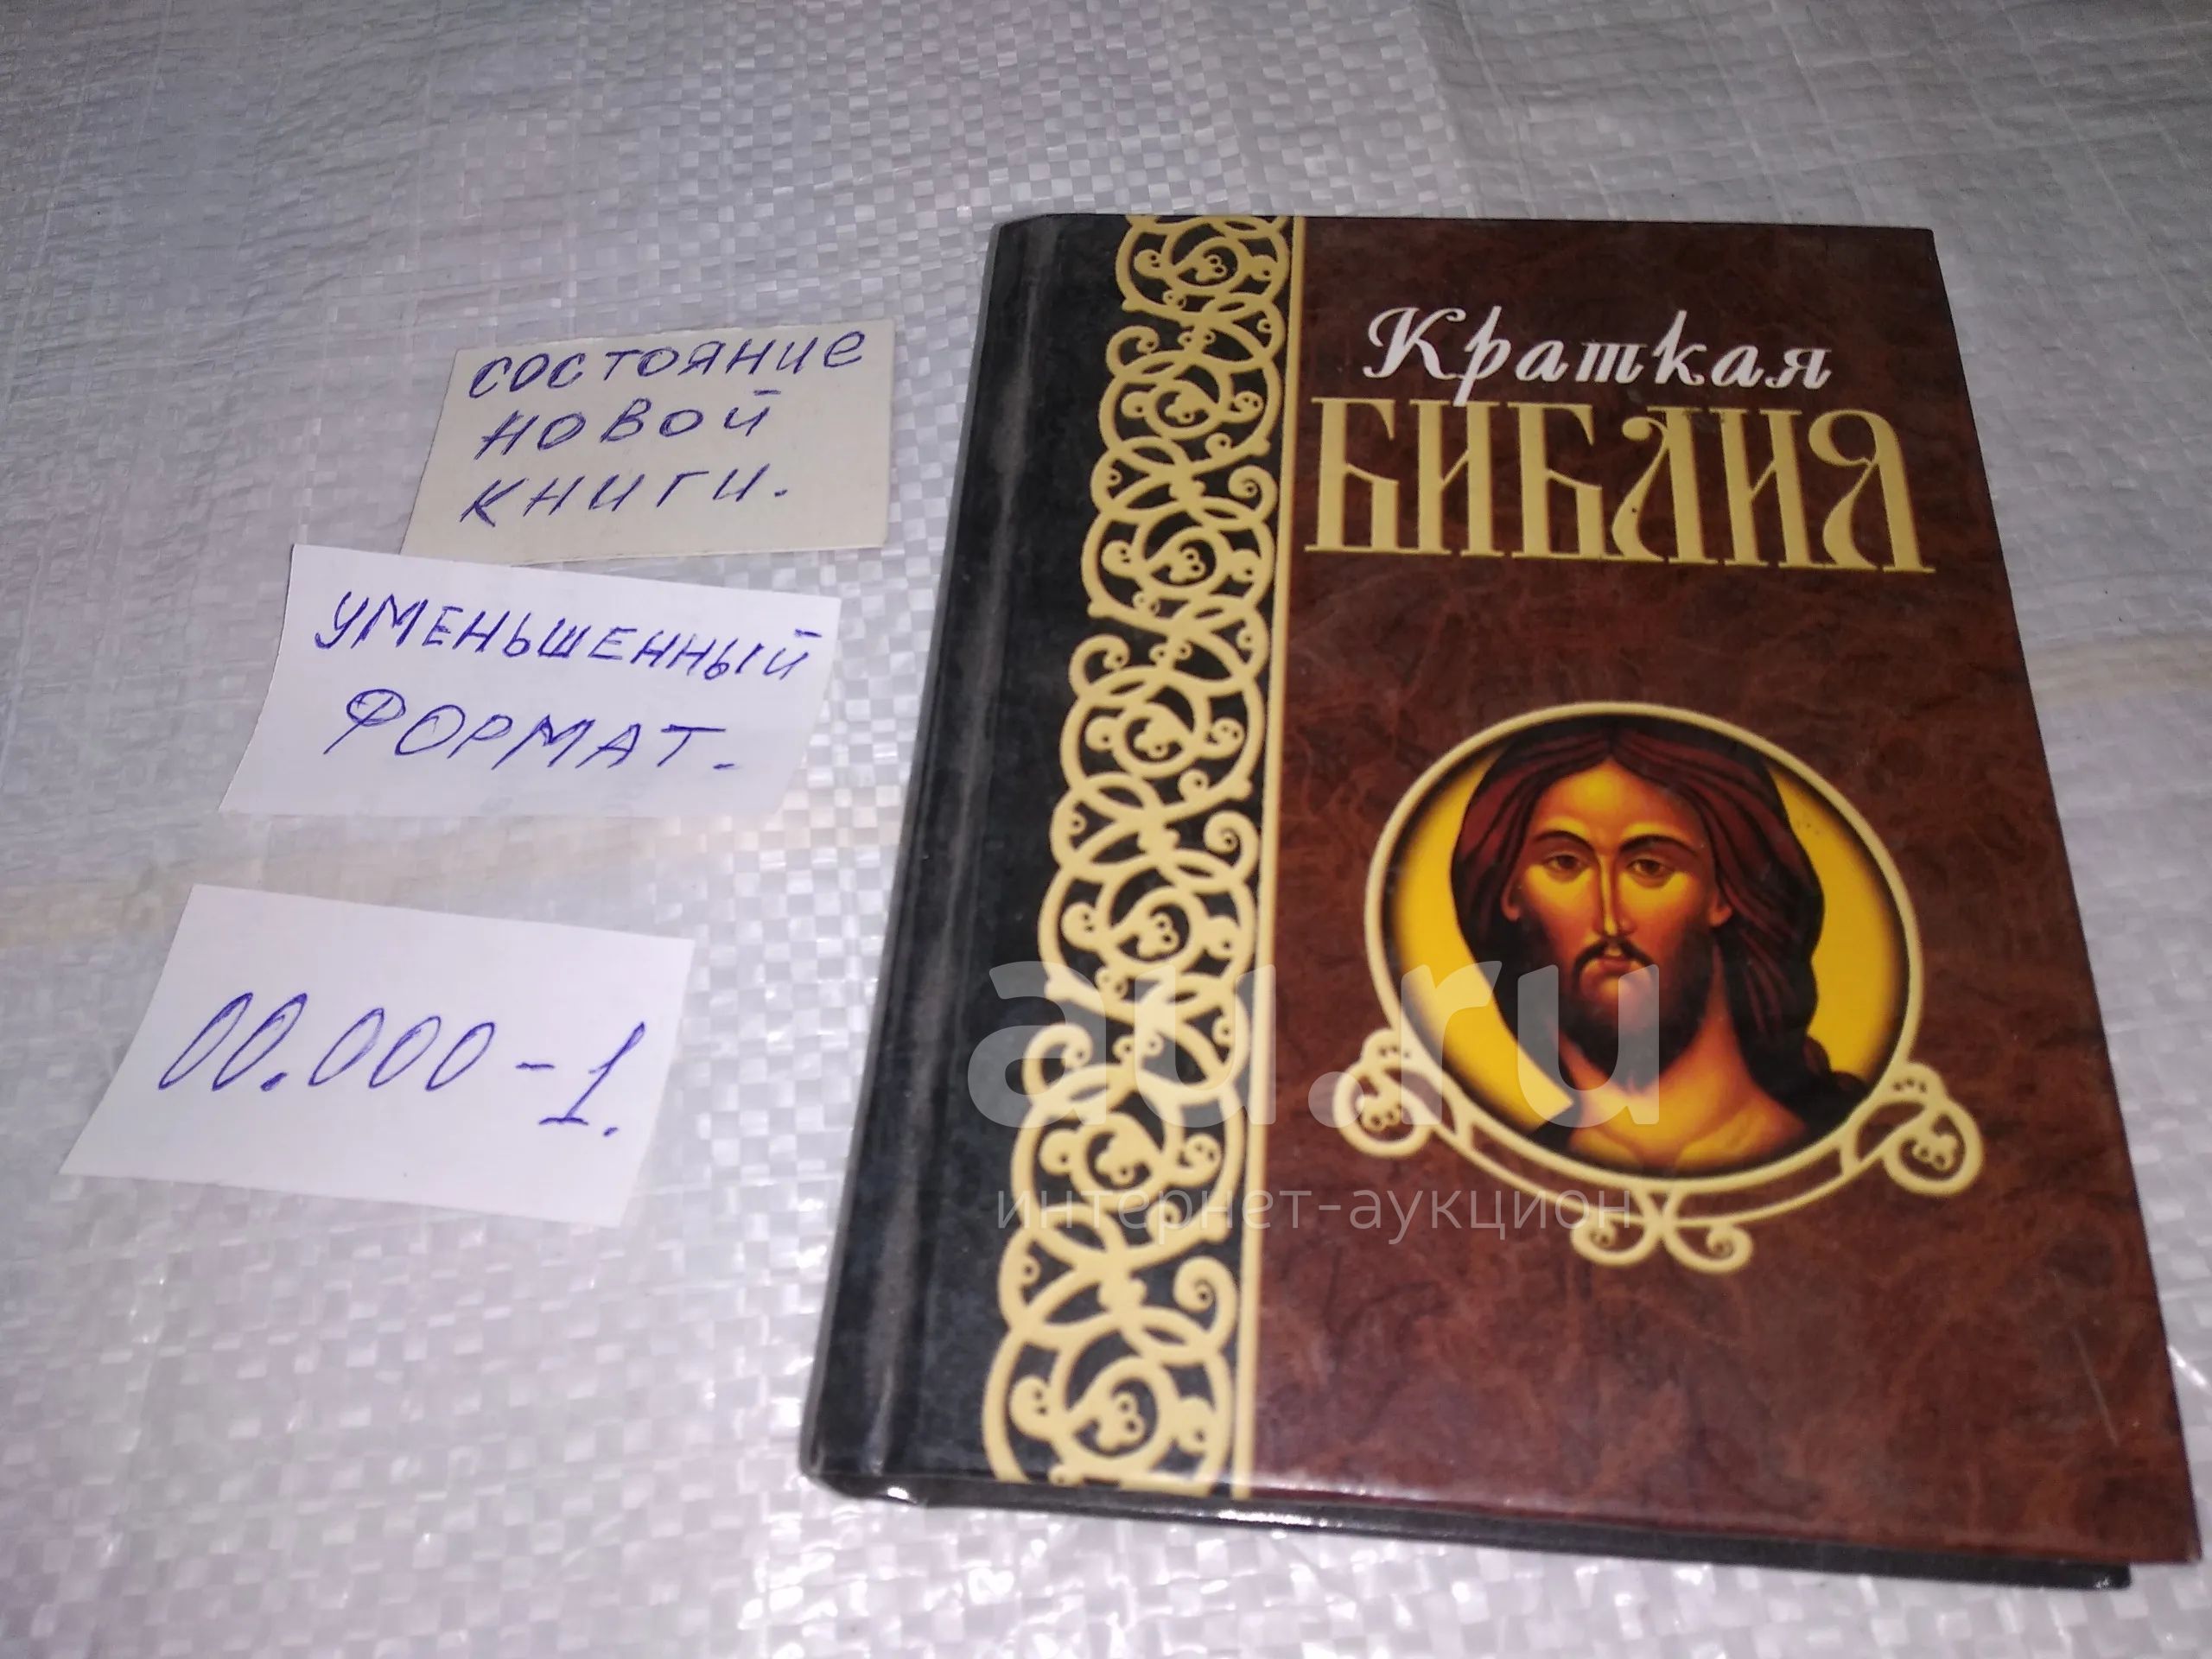 состояние
новой
книги.
УМЕНЬШЕННЫЙ
ФОРМАТ.
00.000-1.
Краткая
БИБЛИЯ
au.ru
интернет-аукцион